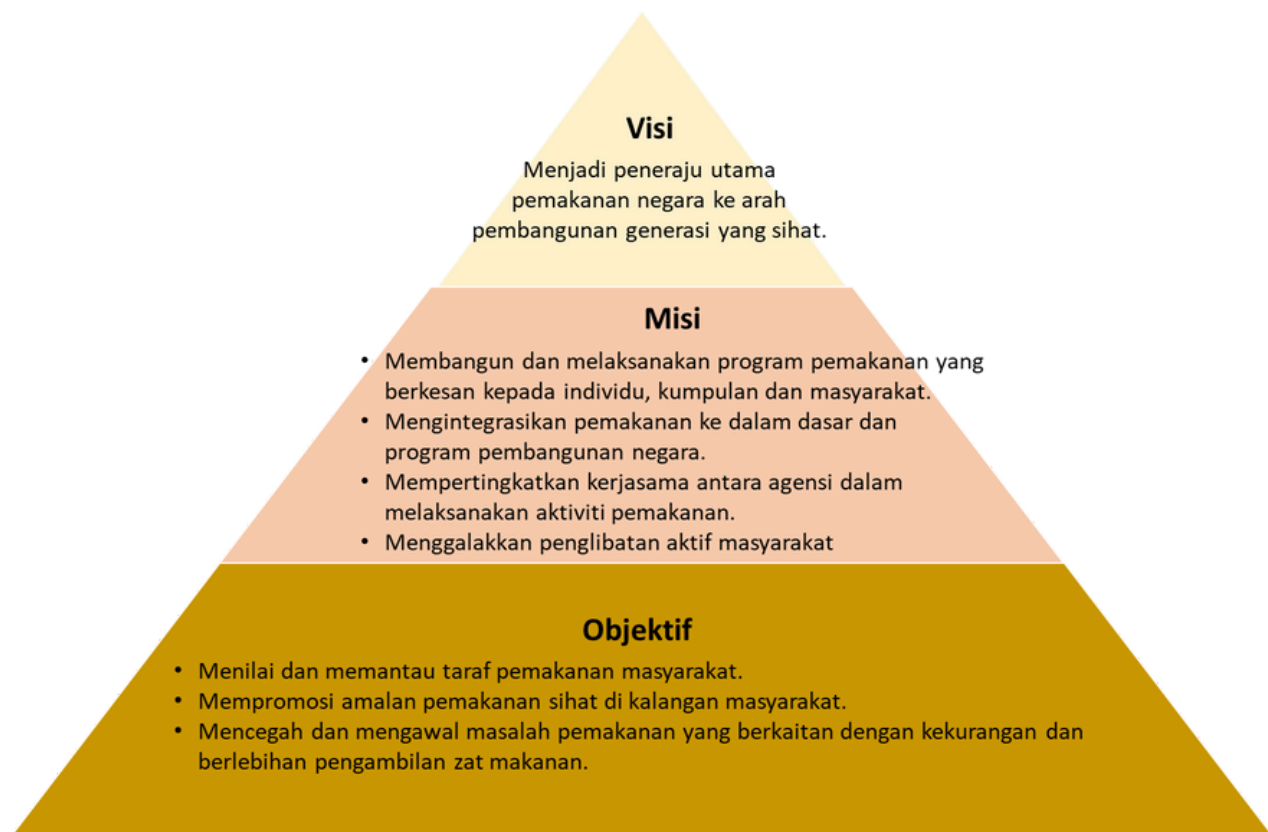 Visi
Menjadi peneraju utama
pemakanan negara ke arah
pembangunan generasi yang sihat.
Misi
• Membangun dan melaksanakan program pemakanan yang
berkesan kepada individu, kumpulan dan masyarakat.
• Mengintegrasikan pemakanan ke dalam dasar dan
program pembangunan negara.
• Mempertingkatkan kerjasama antara agensi dalam
melaksanakan aktiviti pemakanan.
• Menggalakkan penglibatan aktif masyarakat
Objektif
• Menilai dan memantau taraf pemakanan masyarakat.
• Mempromosi amalan pemakanan sihat di kalangan masyarakat.
• Mencegah dan mengawal masalah pemakanan yang berkaitan dengan kekurangan dan
berlebihan pengambilan zat makanan.